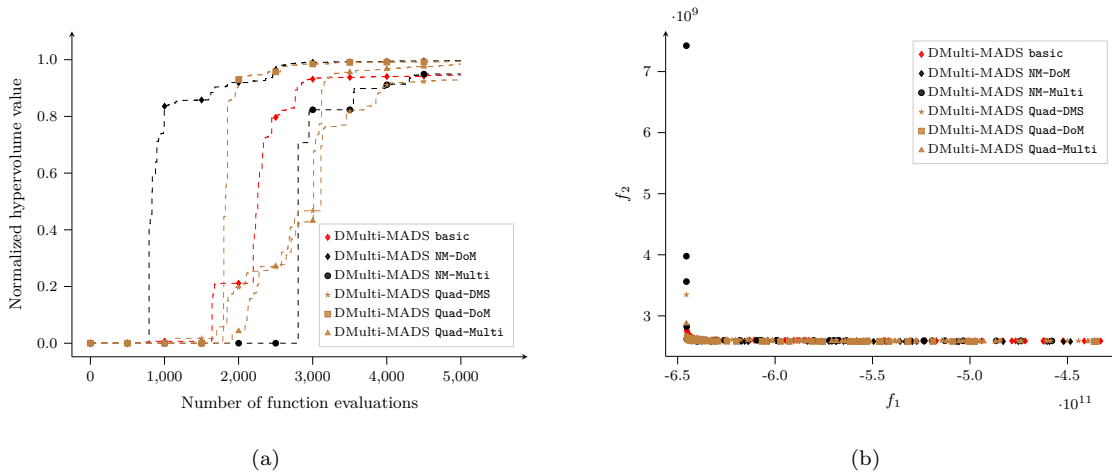 Normalized hypervolume value
1.0
0.8
0.6
0.4
0.2
0.0
0
1,000
2,000
3,000
4,000
5,000
Number of function evaluations
DMulti-MADS basic
DMulti-MADS NM-DoM
DMulti-MADS NM-Multi
DMulti-MADS Quad-DMS
DMulti-MADS Quad-DoM
DMulti-MADS Quad-Multi
(a)
·10⁹
f₂
7
6
5
4
3
-6.5
-6.0
-5.5
-5.0
-4.5
f₁
·10¹¹
DMulti-MADS basic
DMulti-MADS NM-DoM
DMulti-MADS NM-Multi
DMulti-MADS Quad-DMS
DMulti-MADS Quad-DoM
DMulti-MADS Quad-Multi
(b)